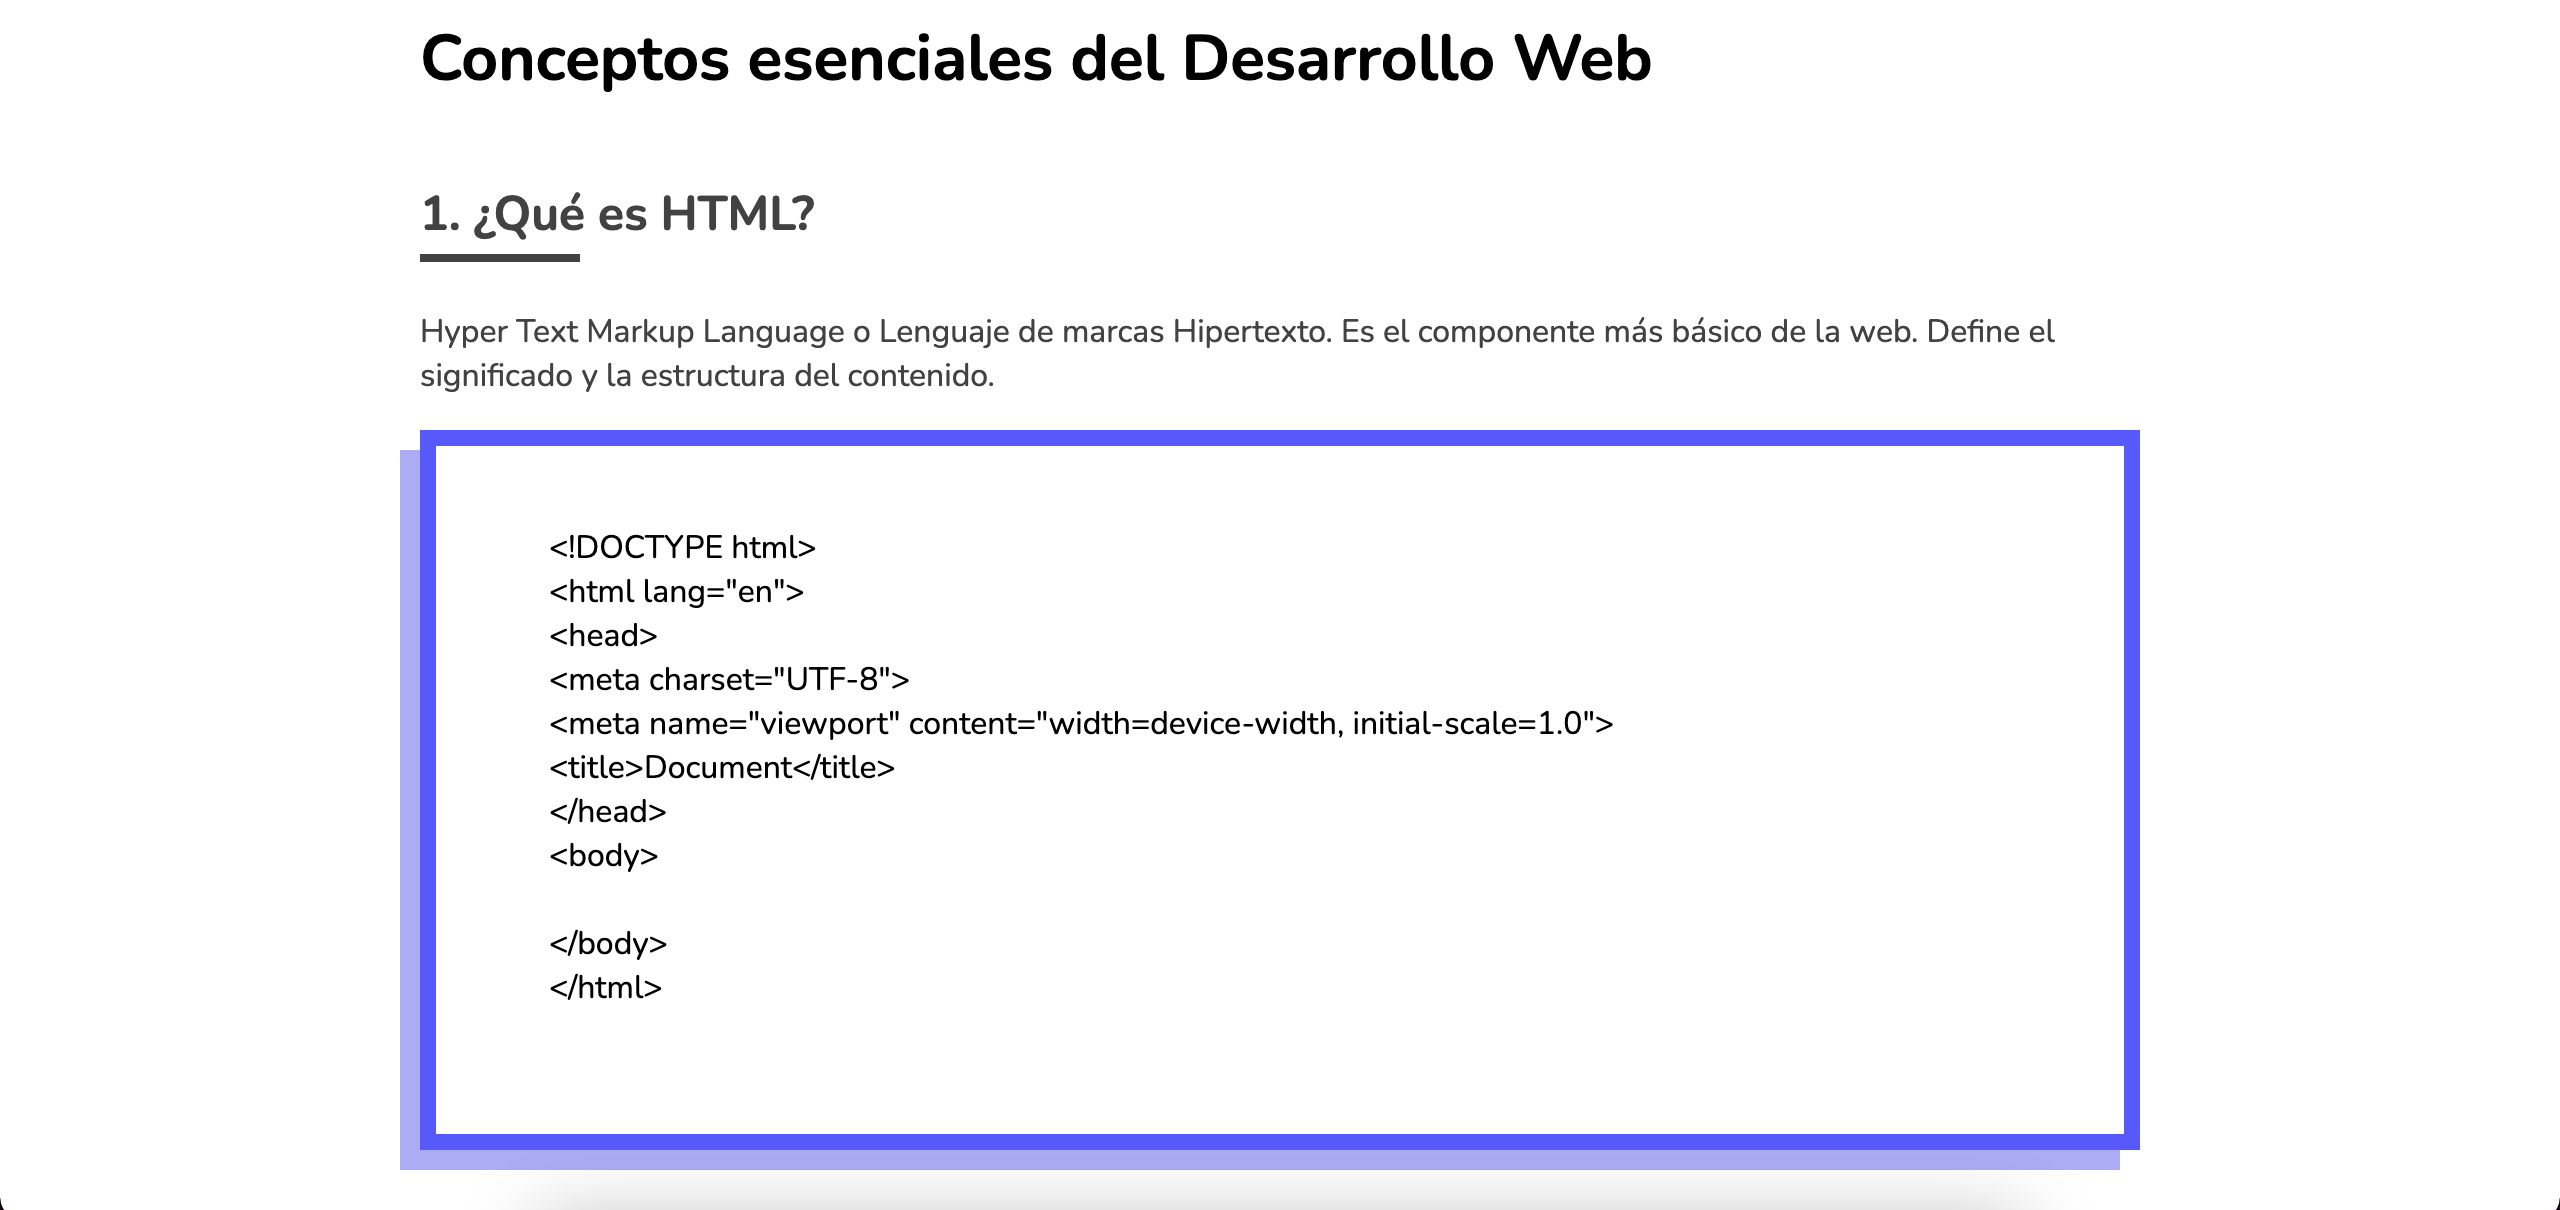 Conceptos esenciales del Desarrollo Web
1. ¿Qué es HTML?
Hyper Text Markup Language o Lenguaje de marcas Hipertexto. Es el componente más básico de la web. Define el
significado y la estructura del contenido.
<!DOCTYPE html>
<html lang="en">
<head>
<meta charset="UTF-8">
<meta name="viewport" content="width=device-width, initial-scale=1.0">
<title>Document</title>
</head>
<body>
</body>
</html>